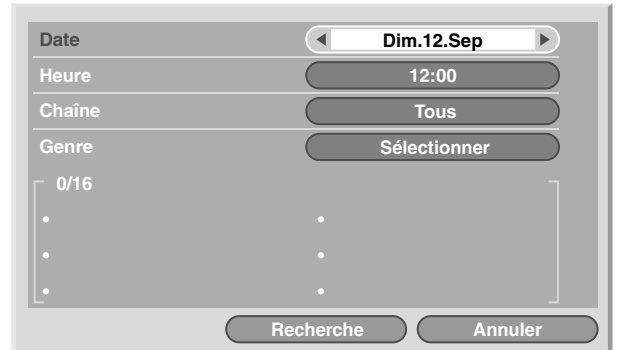 Date Dim.12.Sep
Heure 12:00
Chaîne Tous
Genre Sélectionner
0/16
Recherche Annuler